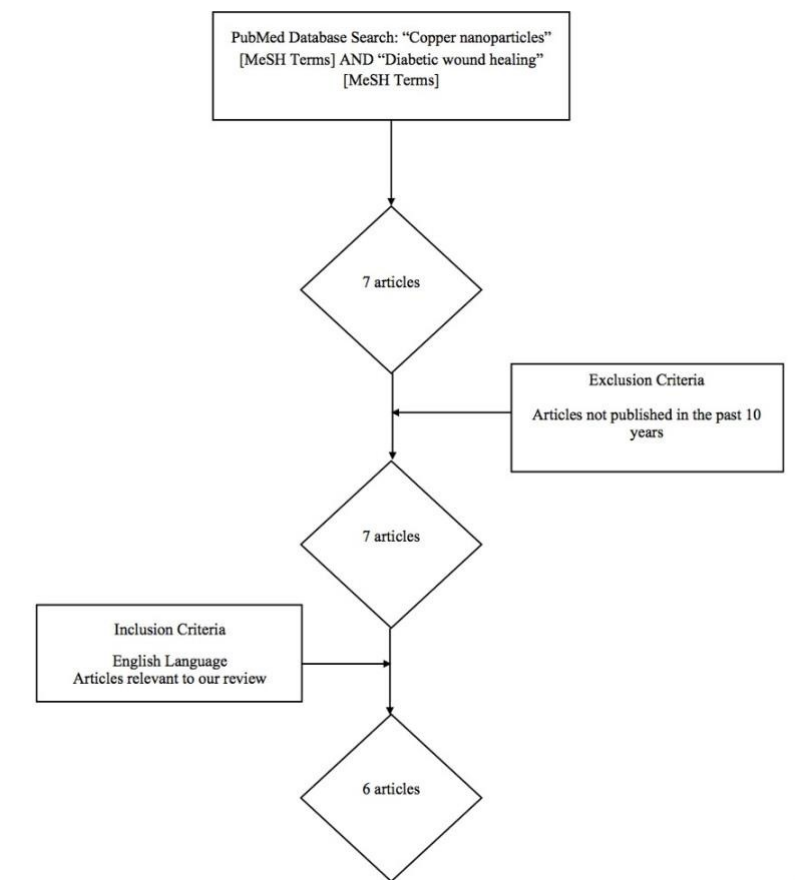 PubMed Database Search: “Copper nanoparticles”
[MeSH Terms] AND “Diabetic wound healing”
[MeSH Terms]
7 articles
Exclusion Criteria
Articles not published in the past 10
years
7 articles
Inclusion Criteria
English Language
Articles relevant to our review
6 articles